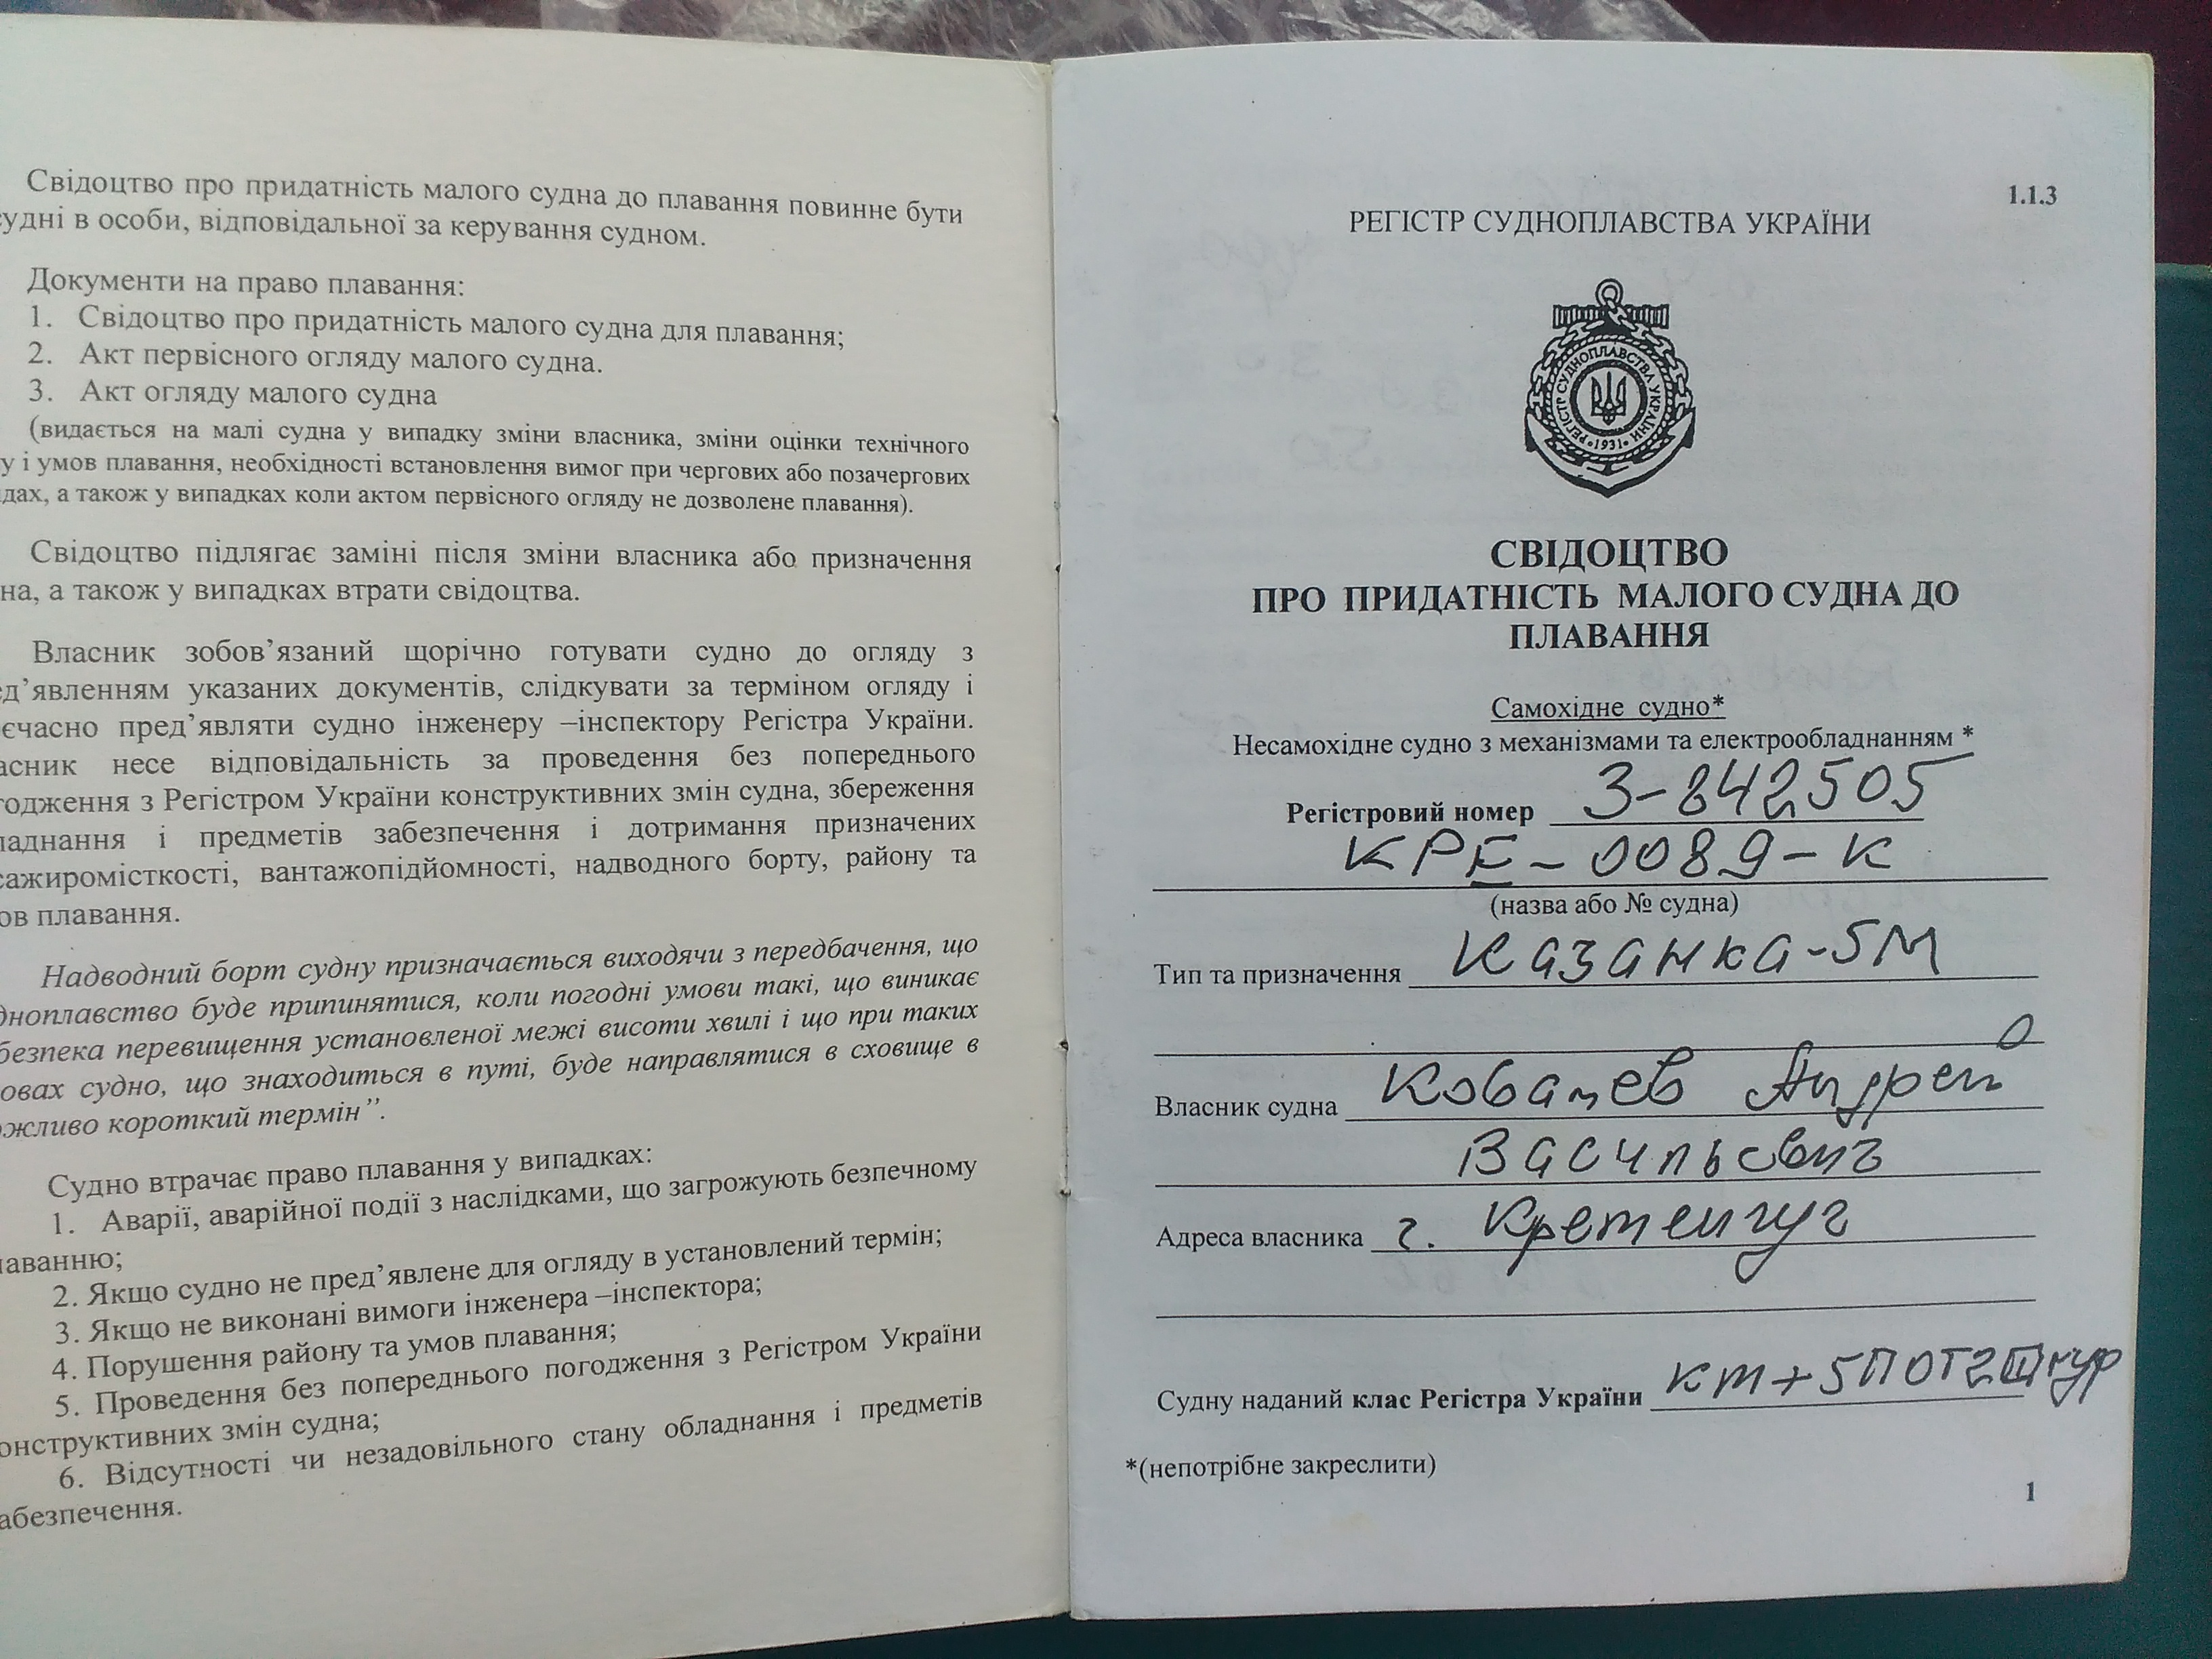 Свідоцтво про придатність малого судна до плавання повинне бути
судні в особи, відповідальної за керування судном.
Документи на право плавання:
1. Свідоцтво про придатність малого судна для плавання;
2. Акт первісного огляду малого судна.
3. Акт огляду малого судна
(видається на малі судна у випадку зміни власника, зміни оцінки технічного
у і умов плавання, необхідності встановлення вимог при чергових або позачергових
дах, а також у випадках коли актом первісного огляду не дозволене плавання).
Свідоцтво підлягає заміні після зміни власника або призначення
на, а також у випадках втрати свідоцтва.
Власник зобов’язаний щорічно готувати судно до огляду з
ед’явленням указаних документів, слідкувати за терміном огляду і
єчасно пред’являти судно інженеру –інспектору Регістра України.
асник несе відповідальність за проведення без попереднього
годження з Регістром України конструктивних змін судна, збереження
аднання і предметів забезпечення і дотримання призначених
сажиромісткості, вантажопідйомності, надводного борту, району та
ов плавання.
Надводний борт судну призначається виходячи з передбачення, що
дноплавство буде припинятися, коли погодні умови такі, що виникає
безпека перевищення установленої межі висоти хвилі і що при таких
овах судно, що знаходиться в путі, буде направлятися в сховище в
жливо короткий термін”.
Судно втрачає право плавання у випадках:
1. Аварії, аварійної події з наслідками, що загрожують безпечному
лаванню;
2. Якщо судно не пред’явлене для огляду в установлений термін;
3. Якщо не виконані вимоги інженера –інспектора;
4. Порушення району та умов плавання;
5. Проведення без попереднього погодження з Регістром України
онструктивних змін судна;
6. Відсутності чи незадовільного стану обладнання і предметів
абезпечення.
1.1.3
РЕГІСТР СУДНОПЛАВСТВА УКРАЇНИ
РЕГІСТР СУДНОПЛАВСТВА УКРАЇНИ
•1931•
СВІДОЦТВО
ПРО ПРИДАТНІСТЬ МАЛОГО СУДНА ДО
ПЛАВАННЯ
Самохідне судно*
Несамохідне судно з механізмами та електрообладнанням *
Регістровий номер 3-242505
КРЕ-0089-К
(назва або № судна)
Тип та призначення Казанка-5М
Власник судна Ковалев Андрей
Васильевич
Адреса власника г. Кременчуг
Судну наданий клас Регістра України
*(непотрібне закреслити)
1